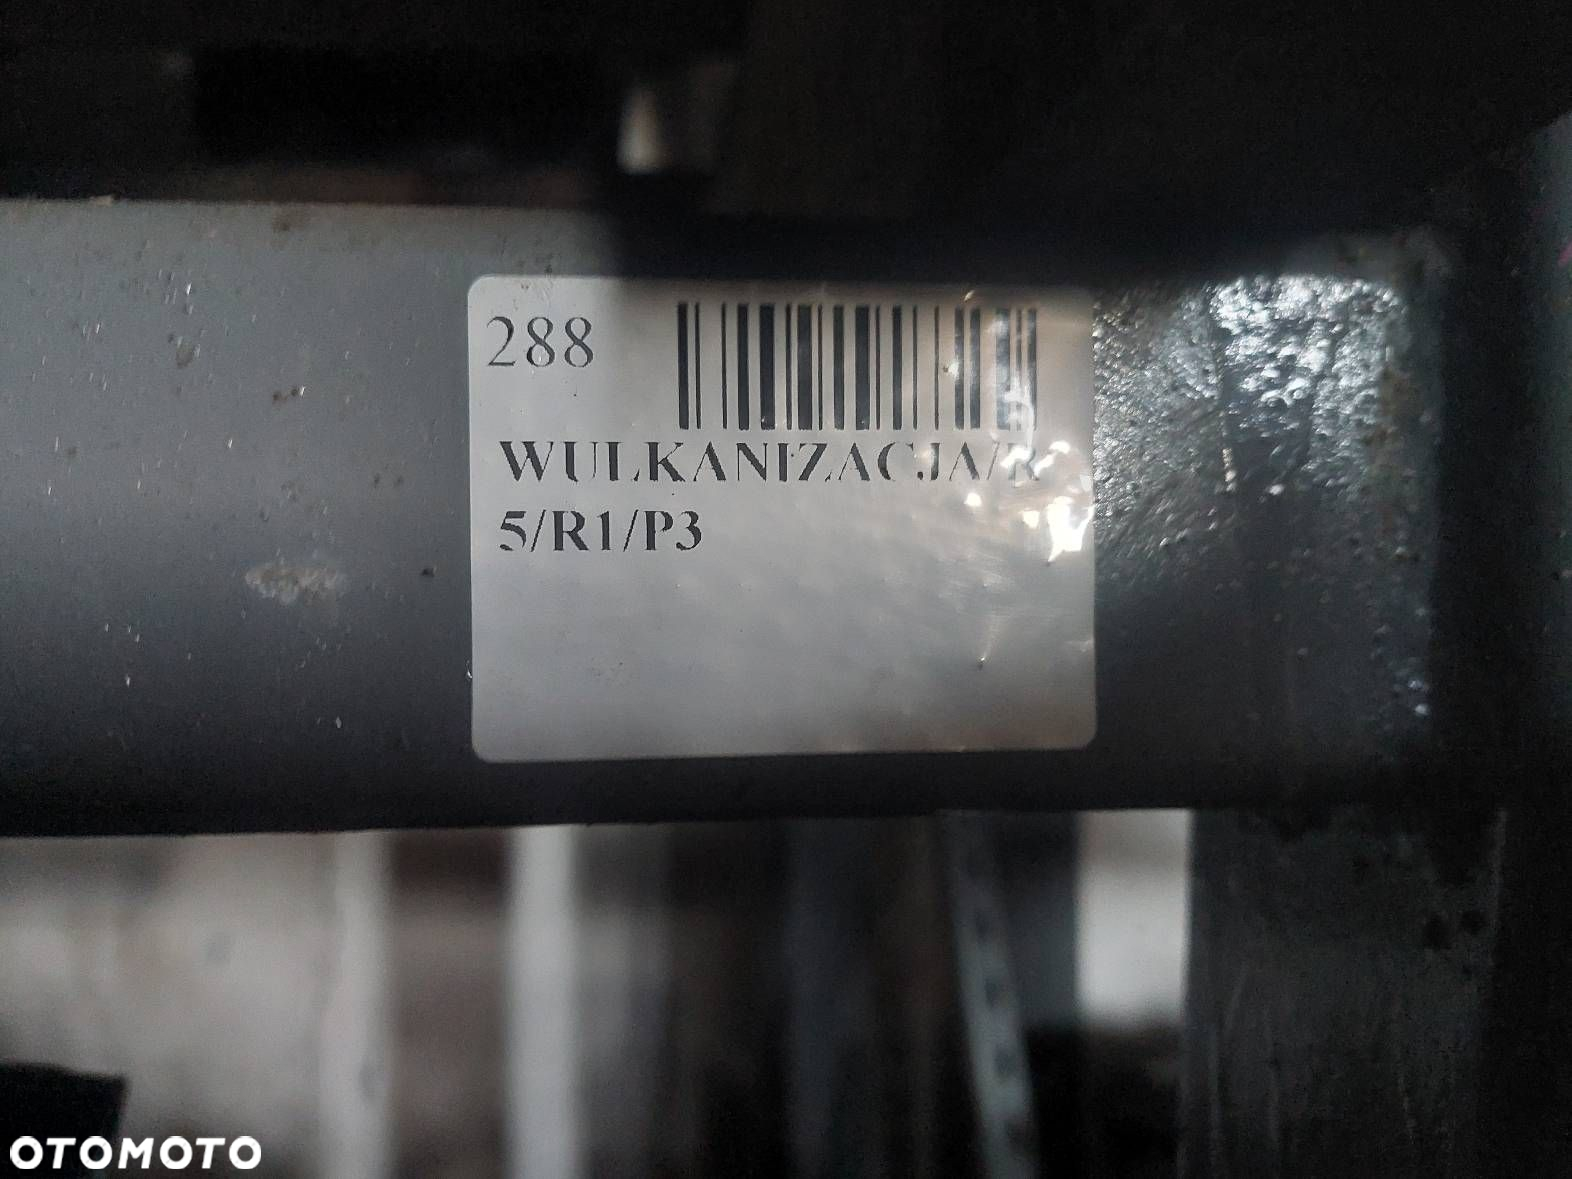 288
WULKANIZACJA/R
5/R1/P3
OTOMOTO